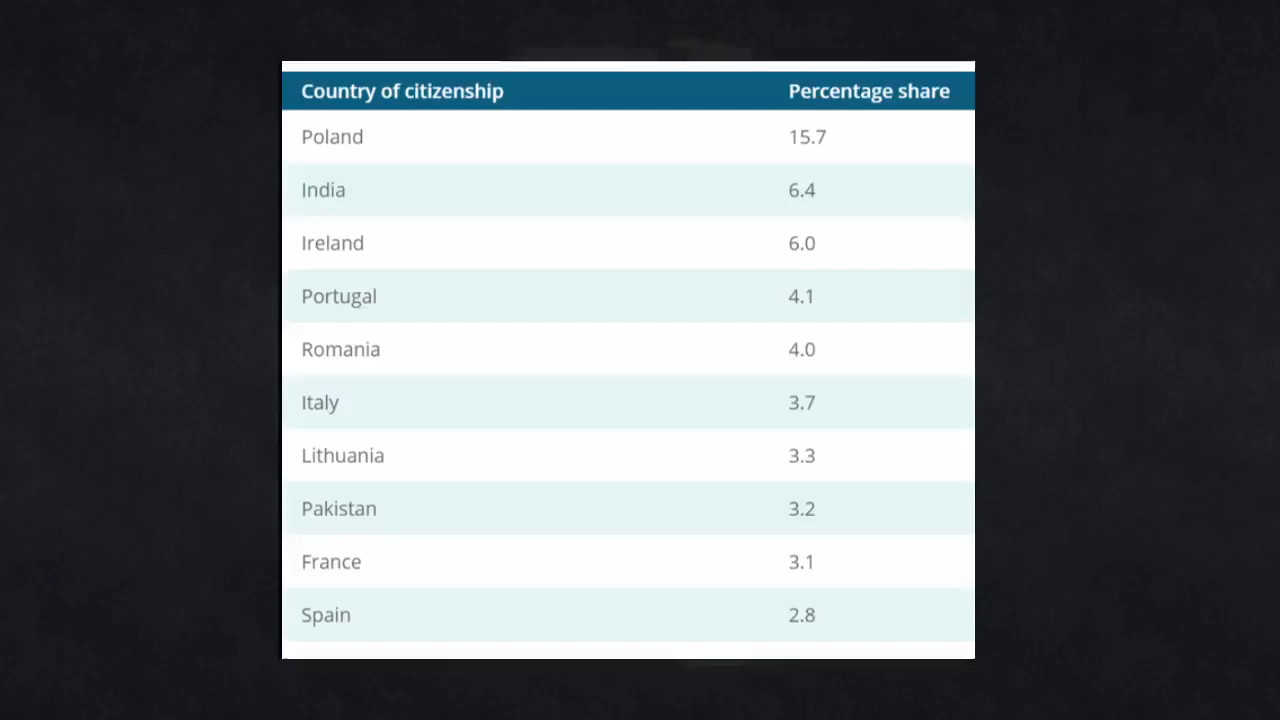 Country of citizenship Percentage share
Poland 15.7
India 6.4
Ireland 6.0
Portugal 4.1
Romania 4.0
Italy 3.7
Lithuania 3.3
Pakistan 3.2
France 3.1
Spain 2.8